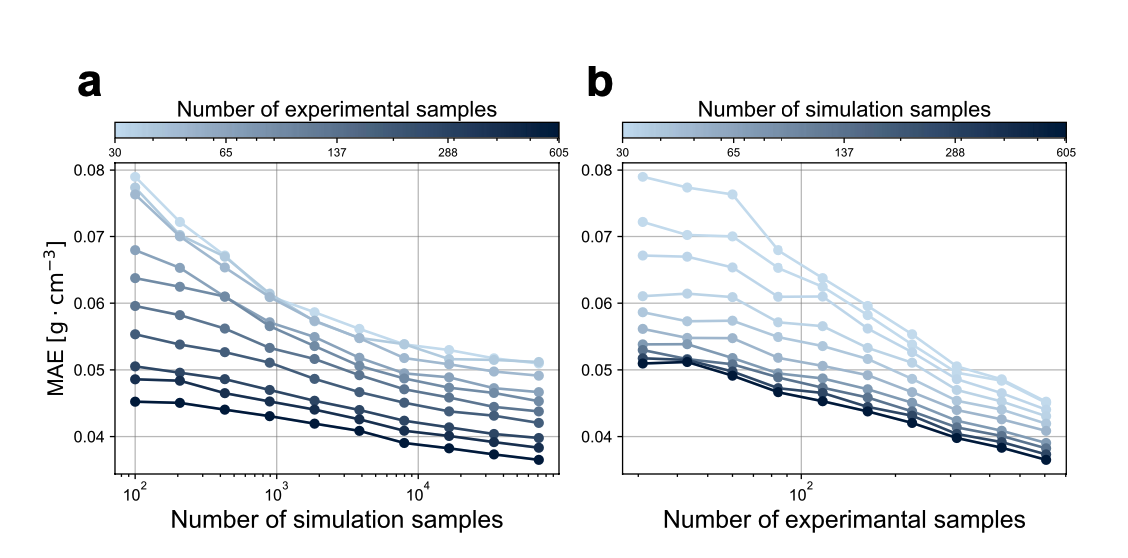 a
Number of experimental samples
30 65 137 288 605
0.08
0.07
0.06
0.05
0.04
MAE [g · cm⁻³]
10² 10³ 10⁴
Number of simulation samples
b
Number of simulation samples
30 65 137 288 605
0.08
0.07
0.06
0.05
0.04
10²
Number of experimantal samples